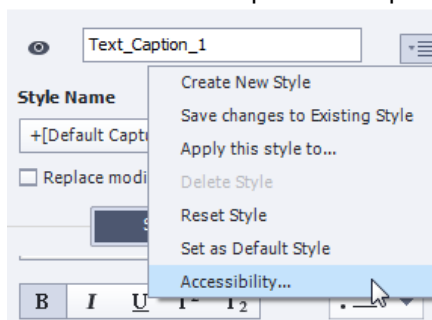 Text_Caption_1
Create New Style
Style Name
Save changes to Existing Style
+[Default Captu
Apply this style to...
Replace modi
Delete Style
Reset Style
Set as Default Style
Accessibility...
B I U